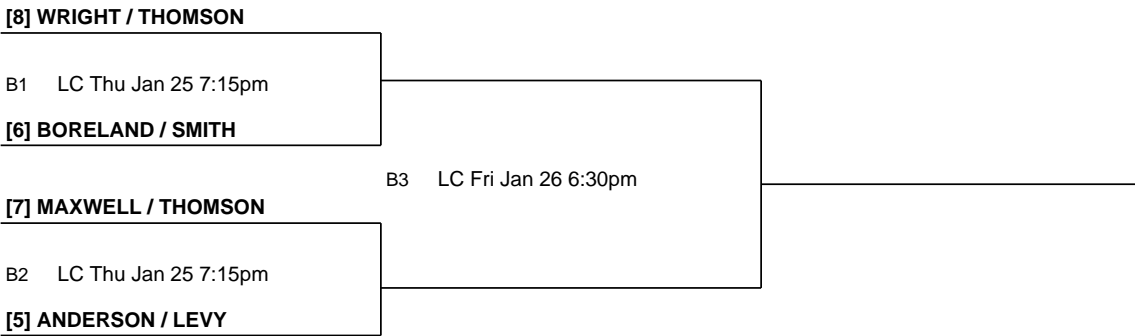 [8] WRIGHT / THOMSON
B1 LC Thu Jan 25 7:15pm
[6] BORELAND / SMITH
B3 LC Fri Jan 26 6:30pm
[7] MAXWELL / THOMSON
B2 LC Thu Jan 25 7:15pm
[5] ANDERSON / LEVY